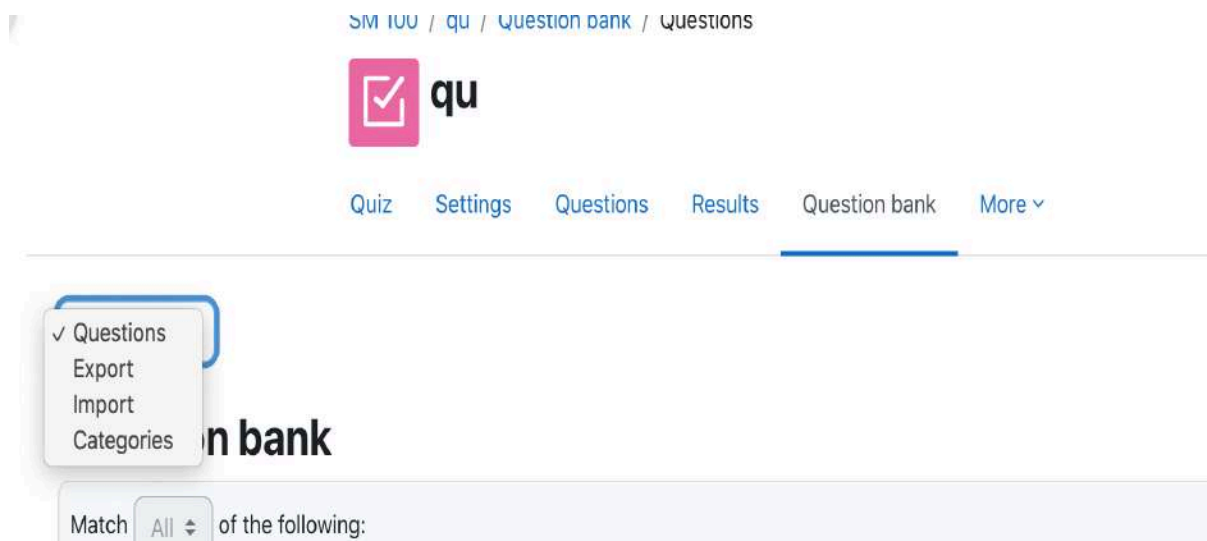 SM 100 / qu / Question bank / Questions
qu
Quiz Settings Questions Results Question bank More
✓ Questions
Export
Import
Categories
n bank
Match All of the following: